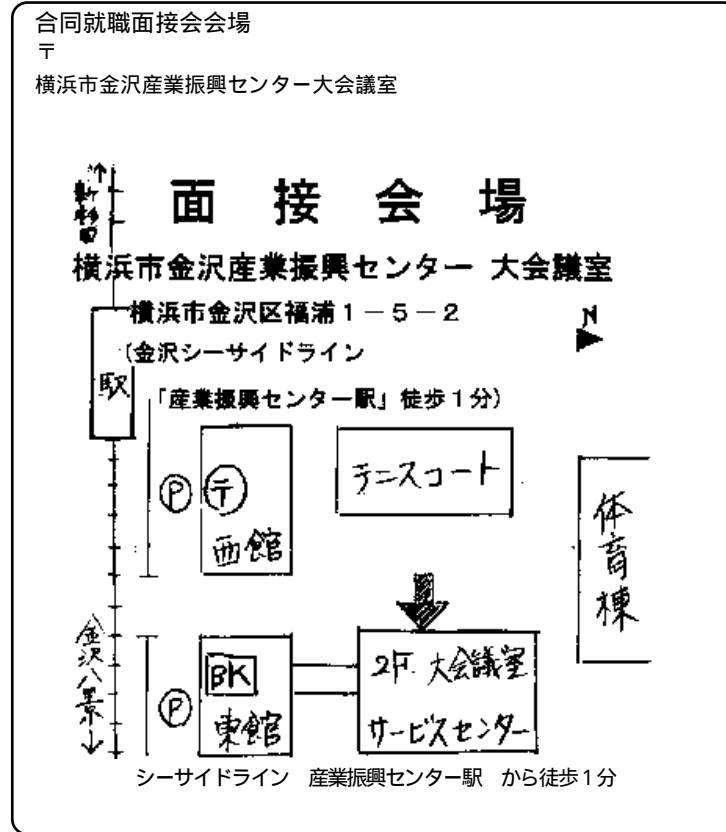 合同就職面接会会場
〒
横浜市金沢産業振興センター大会議室
↑新杉田
面接会場
横浜市金沢産業振興センター 大会議室
横浜市金沢区福浦1-5-2
(金沢シーサイドライン
「産業振興センター駅」徒歩1分)
N
駅
P
〒
西館
テニスコート
体育棟
金沢八景↓
P
BK
東館
2F. 大会議室
サービスセンター
シーサイドライン 産業振興センター駅 から徒歩1分